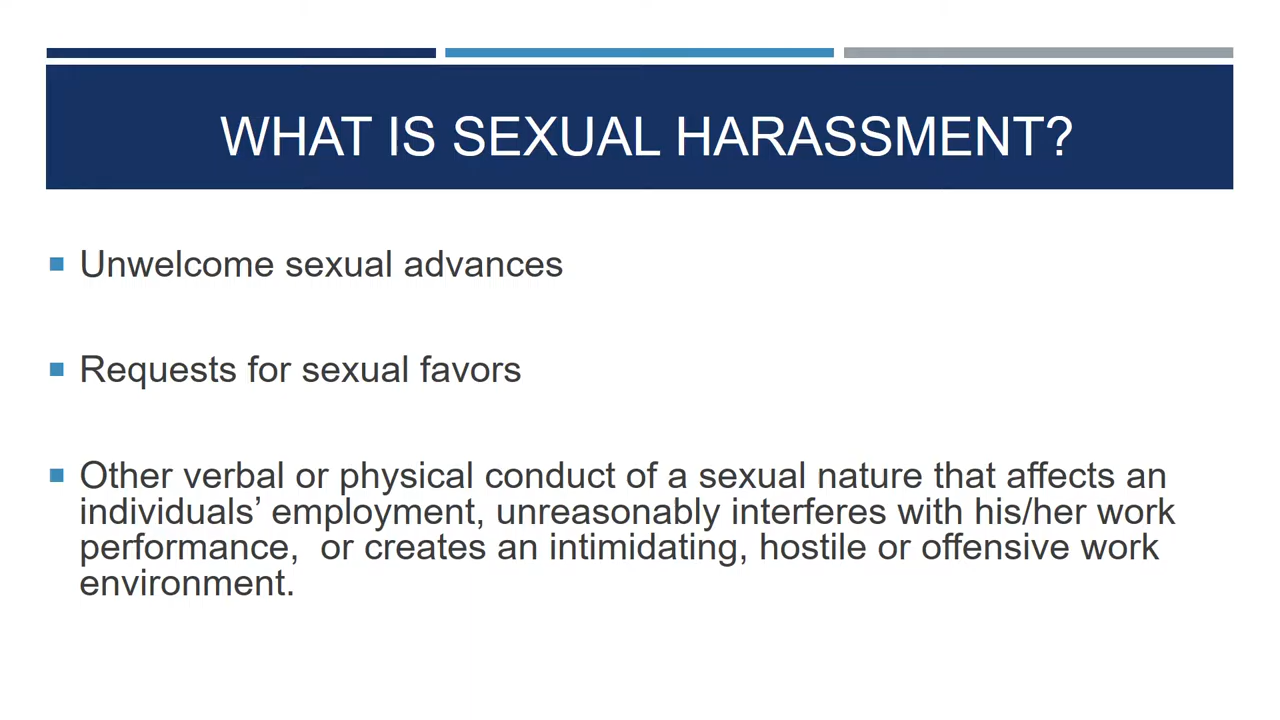 WHAT IS SEXUAL HARASSMENT?
Unwelcome sexual advances
Requests for sexual favors
Other verbal or physical conduct of a sexual nature that affects an
individuals’ employment, unreasonably interferes with his/her work
performance,  or creates an intimidating, hostile or offensive work
environment.